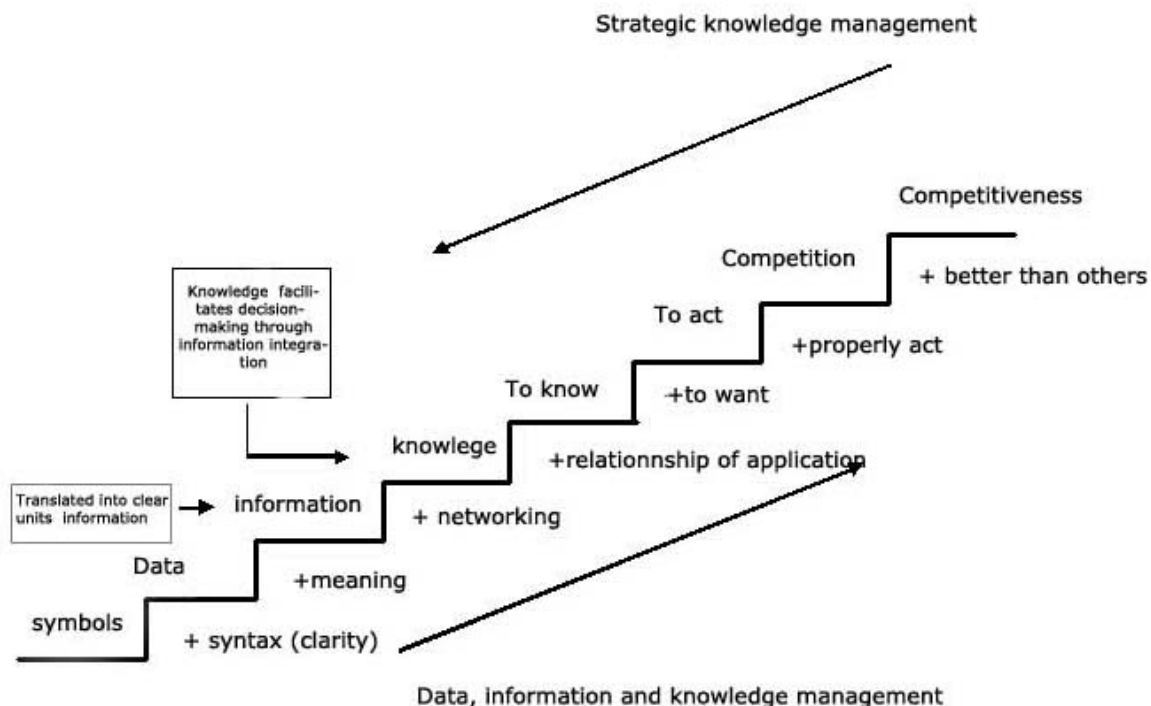 Strategic knowledge management
Competitiveness
+ better than others
Competition
+properly act
To act
+to want
Knowledge facili-
tates decision-
making through
information integra-
tion
To know
+relationnship of application
knowlege
+ networking
Translated into clear
units information
information
+meaning
Data
+ syntax (clarity)
symbols
Data, information and knowledge management